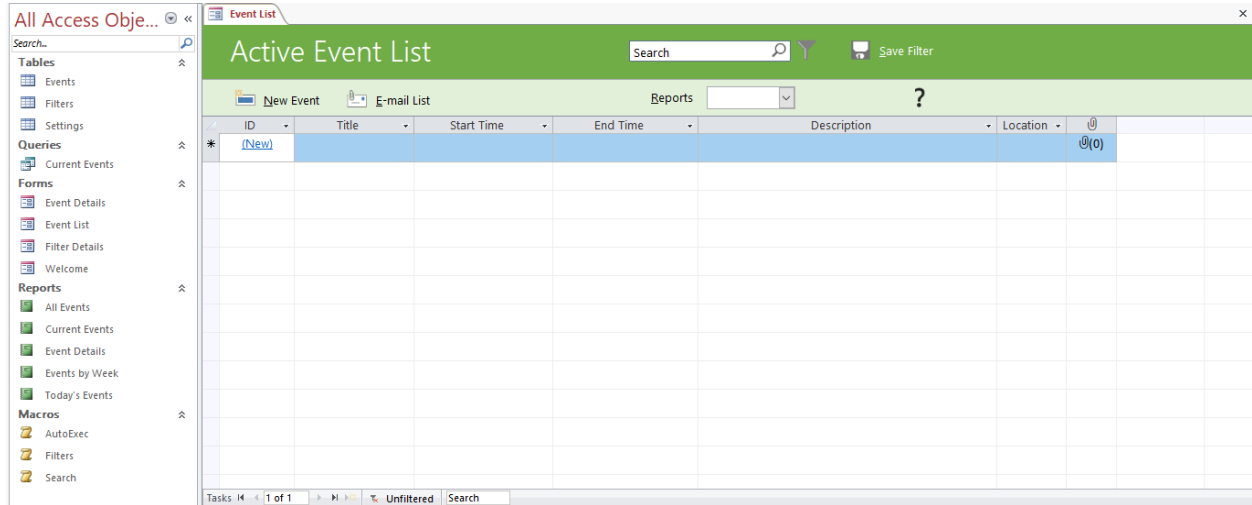 All Access Obje...
Search...
Tables
Events
Filters
Settings
Queries
Current Events
Forms
Event Details
Event List
Filter Details
Welcome
Reports
All Events
Current Events
Event Details
Events by Week
Today's Events
Macros
AutoExec
Filters
Search
Event List
Active Event List
Search
Save Filter
New Event
E-mail List
Reports
?
ID Title Start Time End Time Description Location
* (New) (0)
Tasks 1 of 1 Unfiltered Search